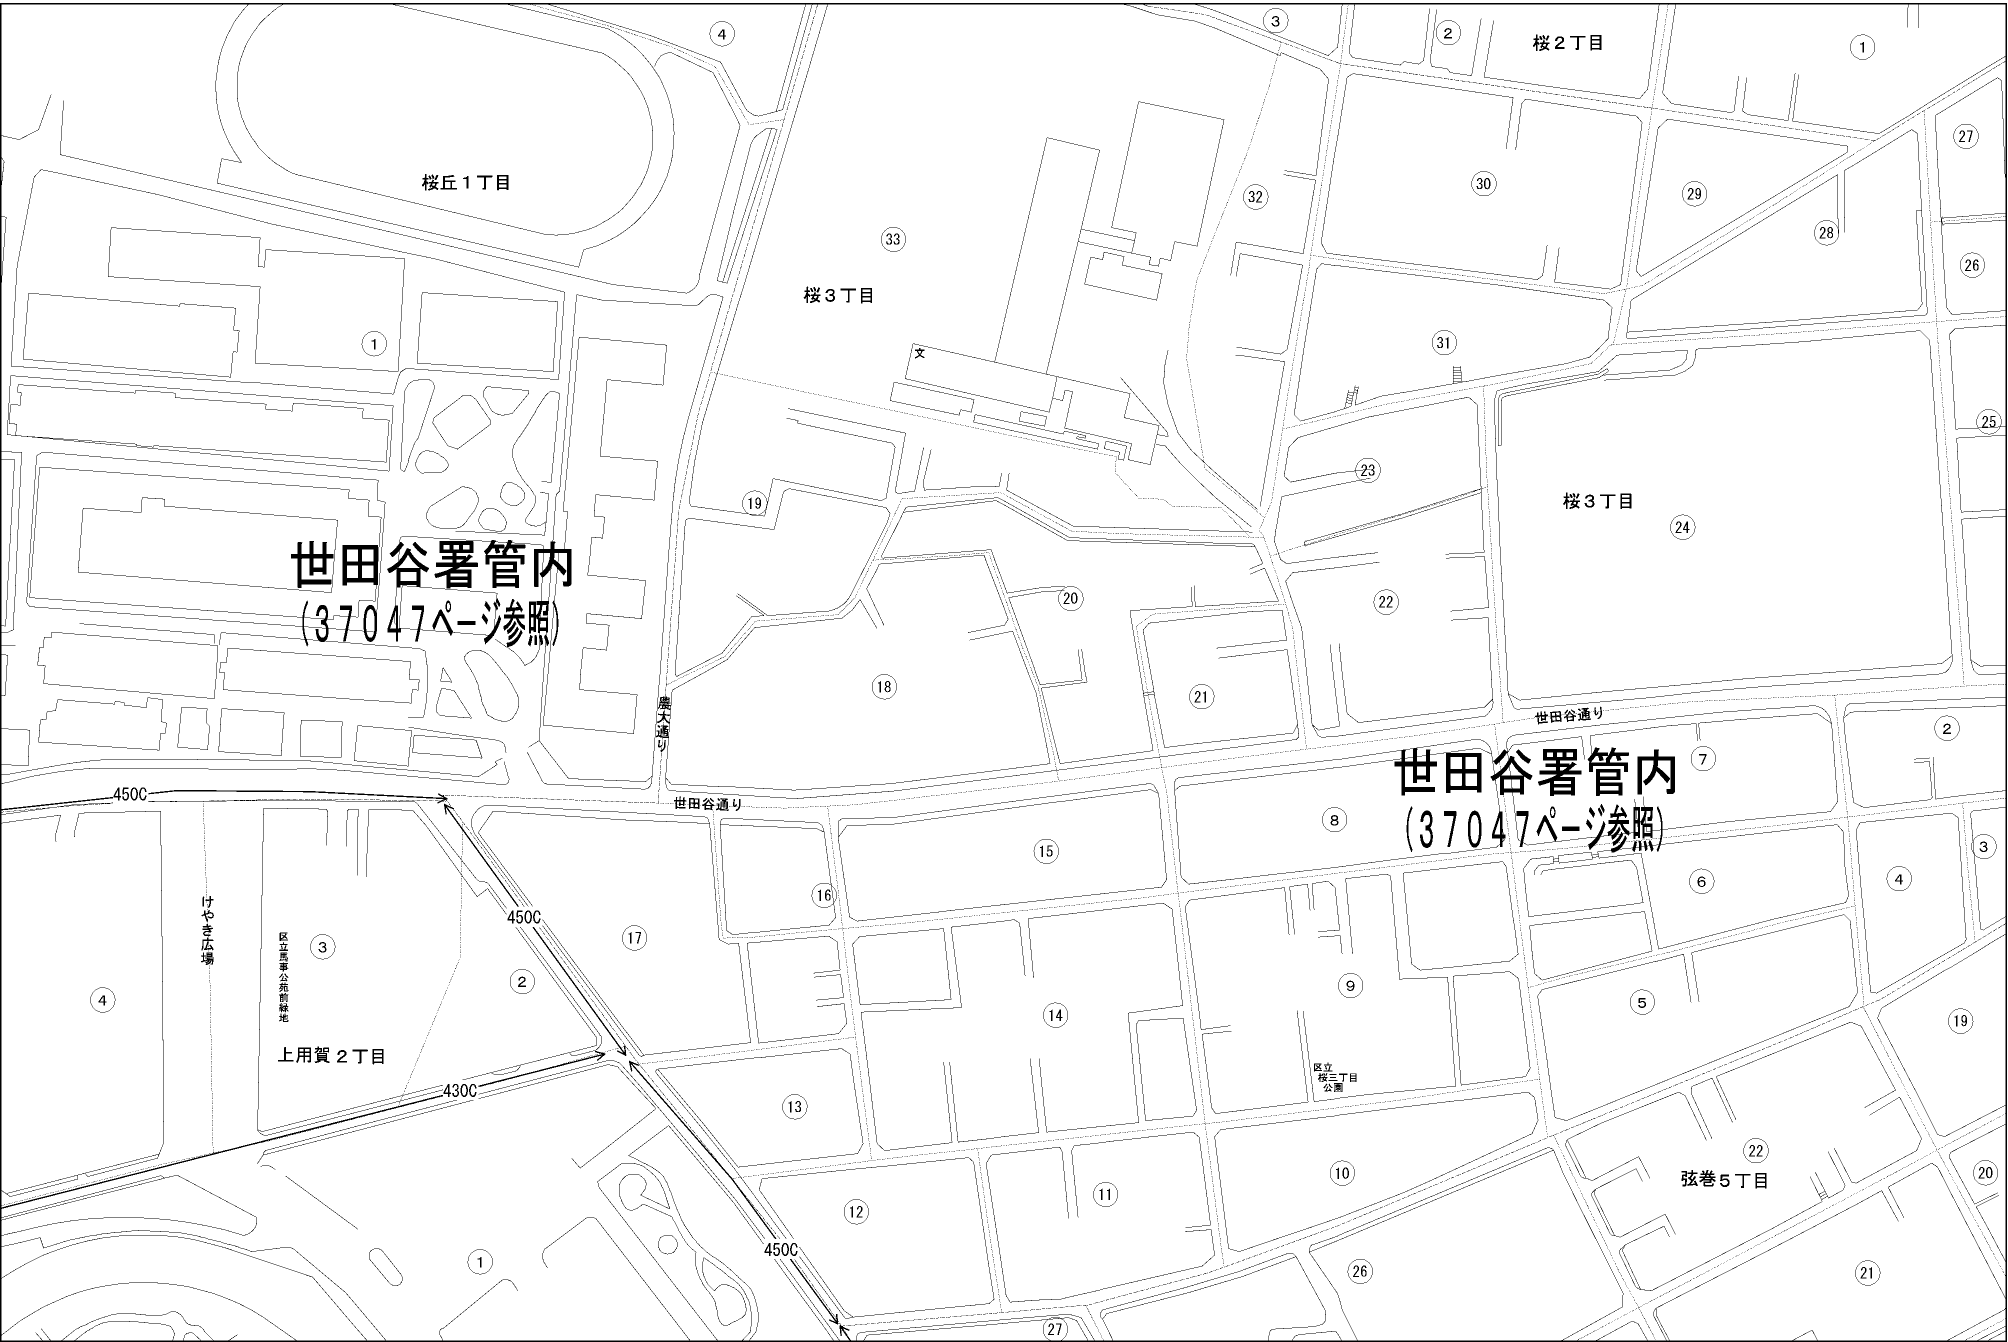 3
2
桜２丁目
1
4
27
桜丘１丁目
30
29
32
28
33
26
桜３丁目
1
31
文
25
23
19
桜３丁目
24
世田谷署管内
(37047ページ参照)
20
22
18
21
農大通り
世田谷通り
2
世田谷署管内
(37047ページ参照)
7
450C
世田谷通り
8
15
3
16
6
4
450C
けやき広場
区立馬事公苑前緑地
3
17
2
9
4
5
14
19
上用賀２丁目
区立
桜三丁目
公園
430C
13
22
弦巻５丁目
20
10
11
12
450C
1
26
21
27